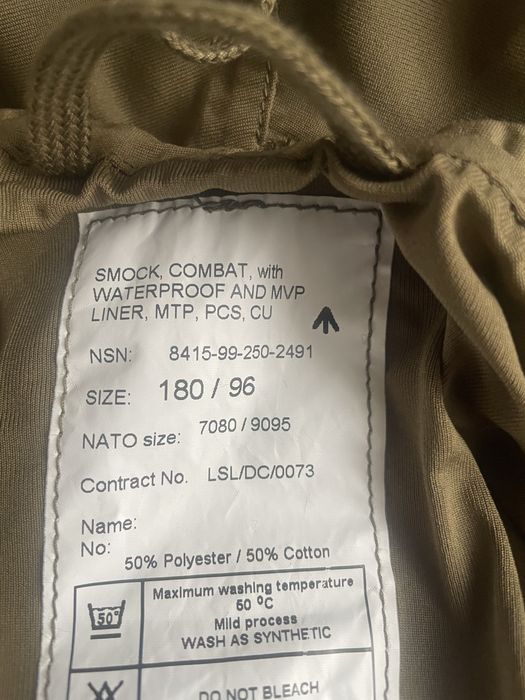 SMOCK, COMBAT, with
WATERPROOF AND MVP
LINER, MTP, PCS, CU
NSN: 8415-99-250-2491
SIZE: 180 / 96
NATO size: 7080 / 9095
Contract No. LSL/DC/0073
Name:
No:
50% Polyester / 50% Cotton
Maximum washing temperature
60 ºC
50°
Mild process
WASH AS SYNTHETIC
DO NOT BLEACH